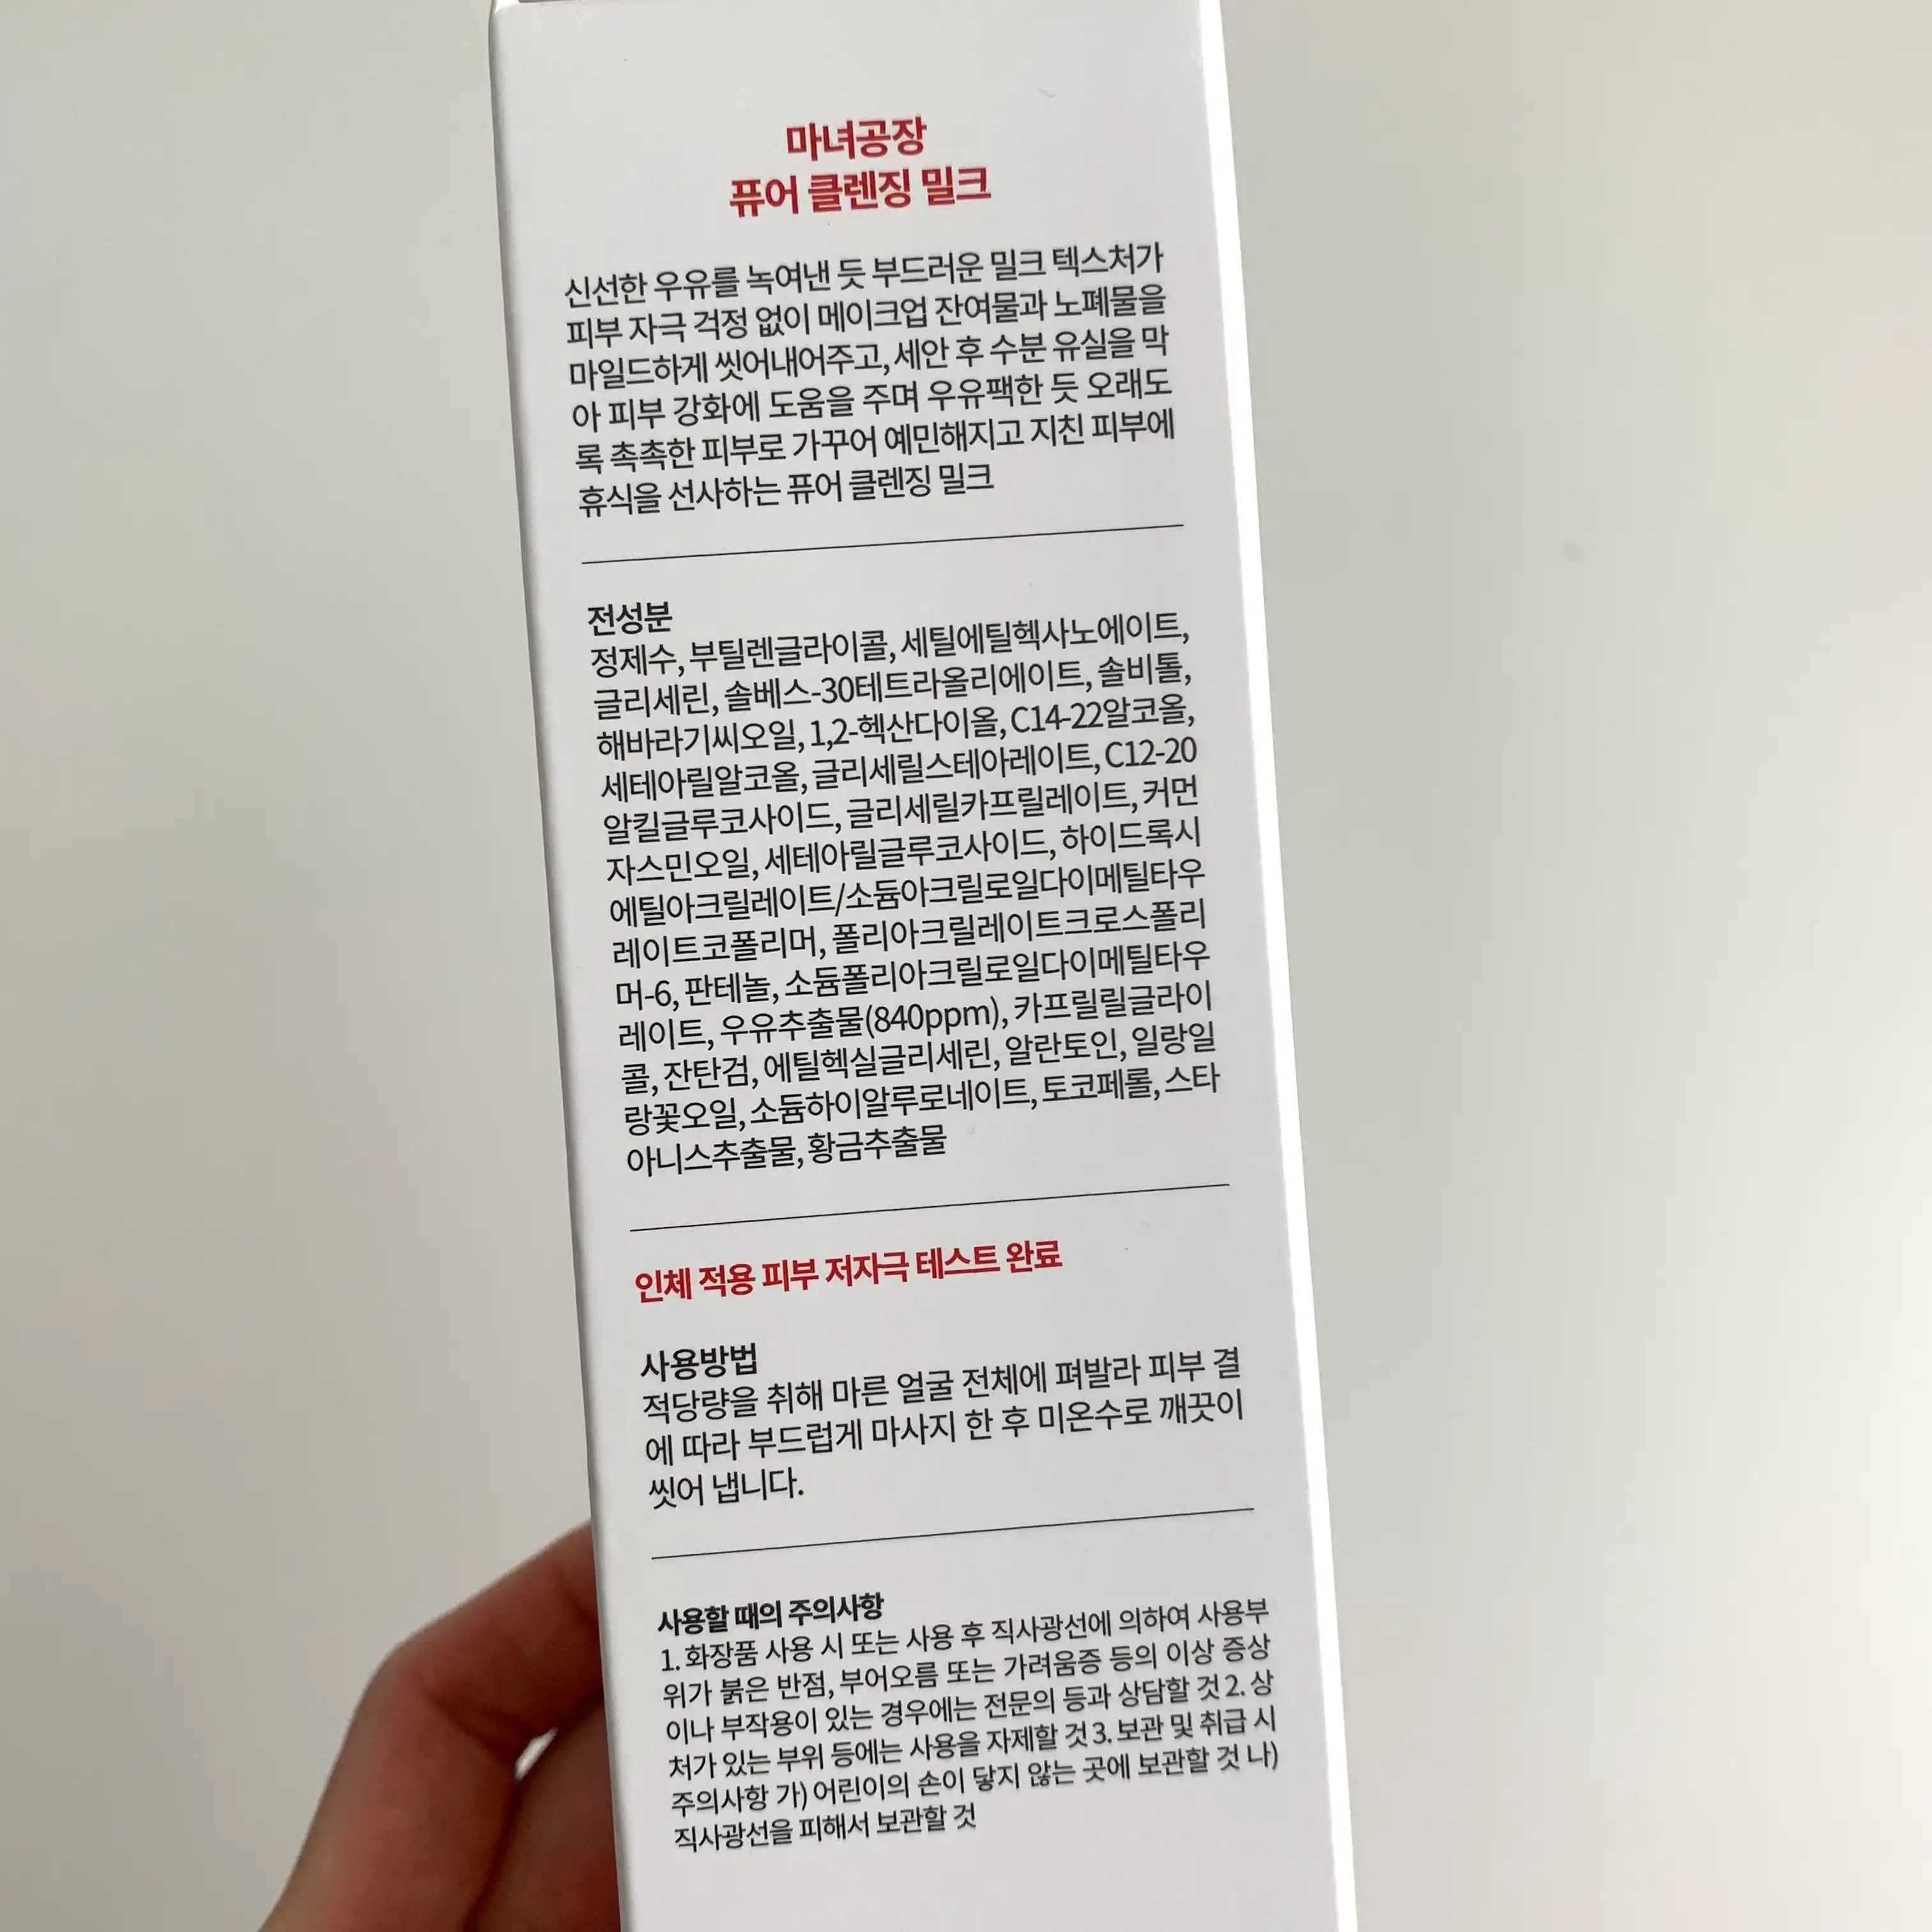 마녀공장
퓨어 클렌징 밀크
신선한 우유를 녹여낸 듯 부드러운 밀크 텍스처가
피부 자극 걱정 없이 메이크업 잔여물과 노폐물을
마일드하게 씻어내어주고, 세안 후 수분 유실을 막
아 피부 강화에 도움을 주며 우유팩한 듯 오래도
록 촉촉한 피부로 가꾸어 예민해지고 지친 피부에
휴식을 선사하는 퓨어 클렌징 밀크
전성분
정제수, 부틸렌글라이콜, 세틸에틸헥사노에이트,
글리세린, 솔베스-30테트라올리에이트, 솔비톨,
해바라기씨오일, 1,2-헥산다이올, C14-22알코올,
세테아릴알코올, 글리세릴스테아레이트, C12-20
알킬글루코사이드, 글리세릴카프릴레이트, 커먼
자스민오일, 세테아릴글루코사이드, 하이드록시
에틸아크릴레이트/소듐아크릴로일다이메틸타우
레이트코폴리머, 폴리아크릴레이트크로스폴리
머-6, 판테놀, 소듐폴리아크릴로일다이메틸타우
레이트, 우유추출물(840ppm), 카프릴릴글라이
콜, 잔탄검, 에틸헥실글리세린, 알란토인, 일랑일
랑꽃오일, 소듐하이알루로네이트, 토코페롤, 스타
아니스추출물, 황금추출물
인체 적용 피부 저자극 테스트 완료
사용방법
적당량을 취해 마른 얼굴 전체에 펴발라 피부 결
에 따라 부드럽게 마사지 한 후 미온수로 깨끗이
씻어 냅니다.
사용할 때의 주의사항
1. 화장품 사용 시 또는 사용 후 직사광선에 의하여 사용부
위가 붉은 반점, 부어오름 또는 가려움증 등의 이상 증상
이나 부작용이 있는 경우에는 전문의 등과 상담할 것 2. 상
처가 있는 부위 등에는 사용을 자제할 것 3. 보관 및 취급 시
주의사항 가) 어린이의 손이 닿지 않는 곳에 보관할 것 나)
직사광선을 피해서 보관할 것